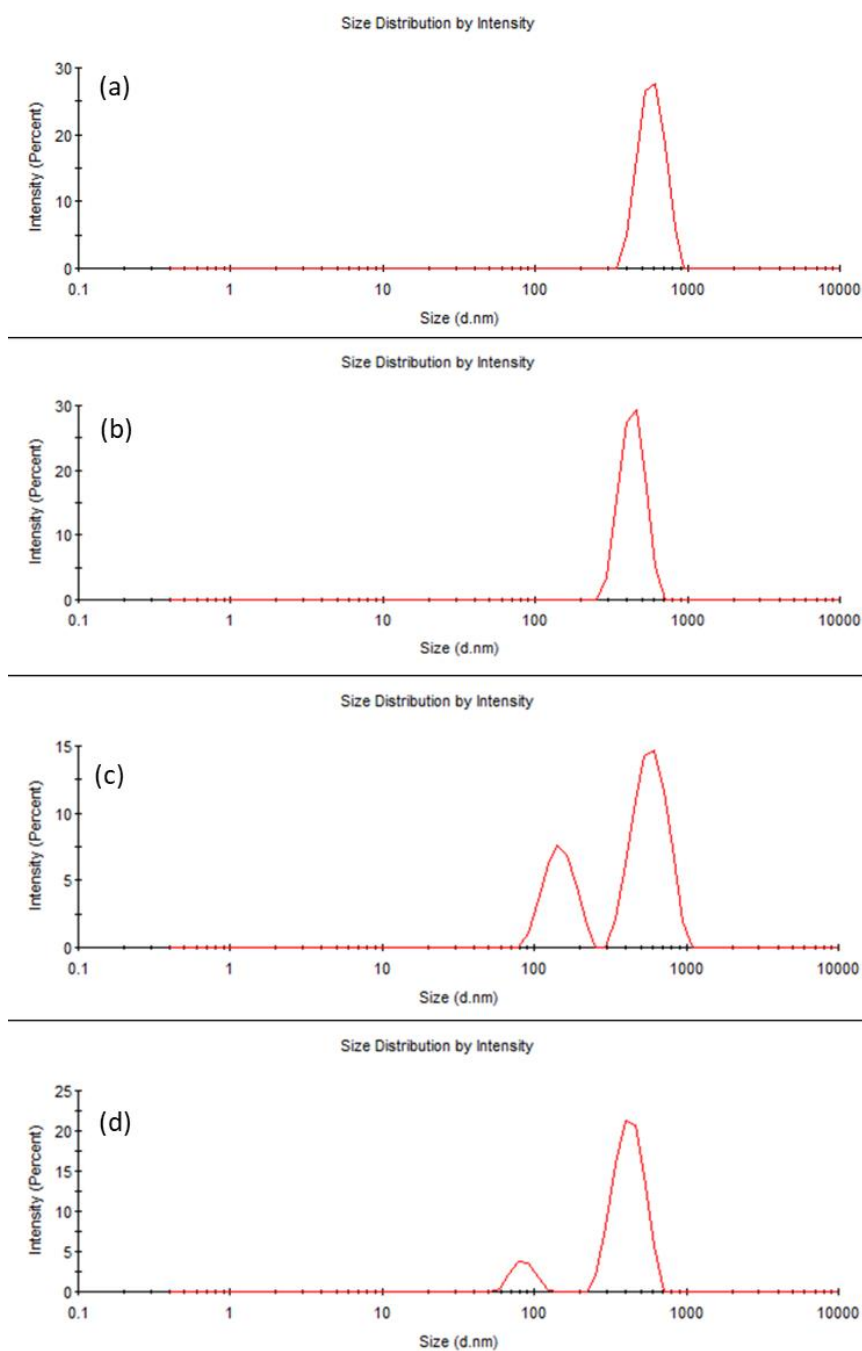 Size Distribution by Intensity
(a)
Intensity (Percent)
30
20
10
0
0.1 1 10 100 1000 10000
Size (d.nm)
Size Distribution by Intensity
(b)
Intensity (Percent)
30
20
10
0
0.1 1 10 100 1000 10000
Size (d.nm)
Size Distribution by Intensity
(c)
Intensity (Percent)
15
10
5
0
0.1 1 10 100 1000 10000
Size (d.nm)
Size Distribution by Intensity
(d)
Intensity (Percent)
25
20
15
10
5
0
0.1 1 10 100 1000 10000
Size (d.nm)